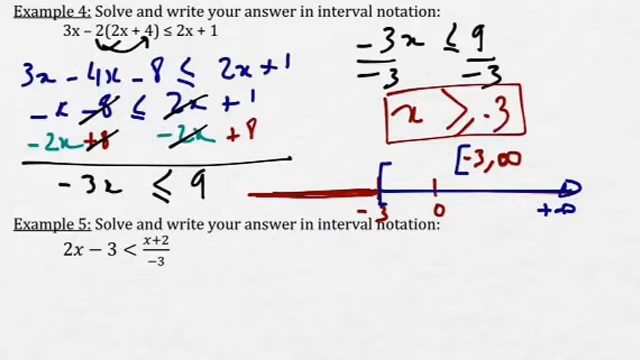 Example 4: Solve and write your answer in interval notation:
3x − 2(2x + 4) ≤ 2x + 1
3x - 4x - 8 ≤ 2x + 1
-x - 8 ≤ 2x + 1
-2x + 8 - 2x + 8
-3x ≤ 9
-3x ≤ 9
-3 -3
x ≥ -3
[-3, ∞
-3 0 +∞
Example 5: Solve and write your answer in interval notation:
2x − 3 < x+2/−3